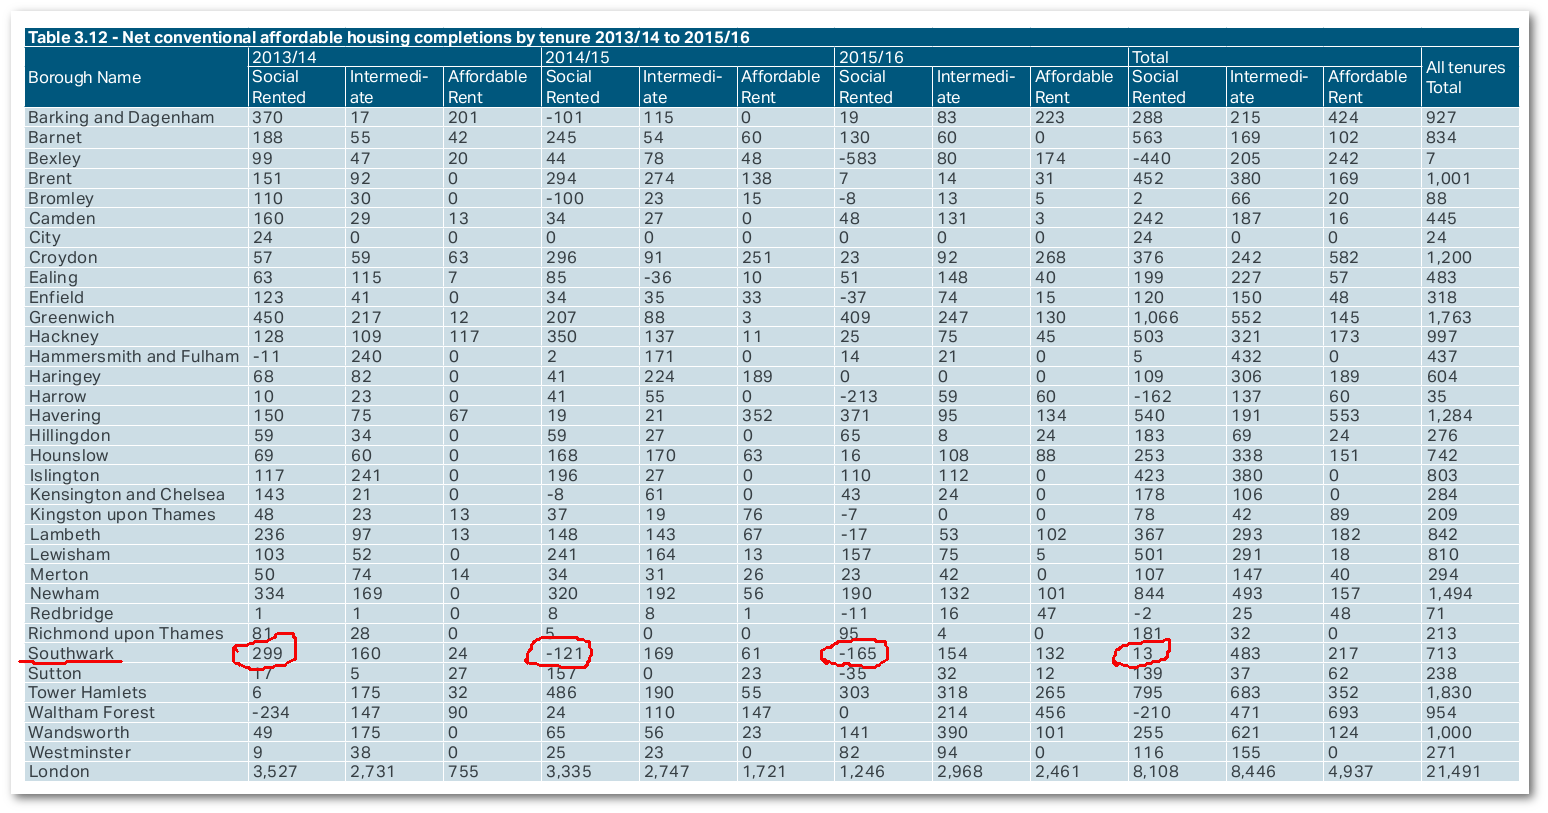 Table 3.12 - Net conventional affordable housing completions by tenure 2013/14 to 2015/16
2013/14 2014/15 2015/16 Total
Borough Name Social Rented Intermedi-ate Affordable Rent Social Rented Intermedi-ate Affordable Rent Social Rented Intermedi-ate Affordable Rent Social Rented Intermedi-ate Affordable Rent All tenures Total
Barking and Dagenham 370 17 201 -101 115 0 19 83 223 288 215 424 927
Barnet 188 55 42 245 54 60 130 60 0 563 169 102 834
Bexley 99 47 20 44 78 48 -583 80 174 -440 205 242 7
Brent 151 92 0 294 274 138 7 14 31 452 380 169 1,001
Bromley 110 30 0 -100 23 15 -8 13 5 2 66 20 88
Camden 160 29 13 34 27 0 48 131 3 242 187 16 445
City 24 0 0 0 0 0 0 0 0 24 0 0 24
Croydon 57 59 63 296 91 251 23 92 268 376 242 582 1,200
Ealing 63 115 7 85 -36 10 51 148 40 199 227 57 483
Enfield 123 41 0 34 35 33 -37 74 15 120 150 48 318
Greenwich 450 217 12 207 88 3 409 247 130 1,066 552 145 1,763
Hackney 128 109 117 350 137 11 25 75 45 503 321 173 997
Hammersmith and Fulham -11 240 0 2 171 0 14 21 0 5 432 0 437
Haringey 68 82 0 41 224 189 0 0 0 109 306 189 604
Harrow 10 23 0 41 55 0 -213 59 60 -162 137 60 35
Havering 150 75 67 19 21 352 371 95 134 540 191 553 1,284
Hillingdon 59 34 0 59 27 0 65 8 24 183 69 24 276
Hounslow 69 60 0 168 170 63 16 108 88 253 338 151 742
Islington 117 241 0 196 27 0 110 112 0 423 380 0 803
Kensington and Chelsea 143 21 0 -8 61 0 43 24 0 178 106 0 284
Kingston upon Thames 48 23 13 37 19 76 -7 0 0 78 42 89 209
Lambeth 236 97 13 148 143 67 -17 53 102 367 293 182 842
Lewisham 103 52 0 241 164 13 157 75 5 501 291 18 810
Merton 50 74 14 34 31 26 23 42 0 107 147 40 294
Newham 334 169 0 320 192 56 190 132 101 844 493 157 1,494
Redbridge 1 1 0 8 8 1 -11 16 47 -2 25 48 71
Richmond upon Thames 81 28 0 5 0 0 95 4 0 181 32 0 213
Southwark 299 160 24 -121 169 61 -165 154 132 13 483 217 713
Sutton 17 5 27 157 0 23 -35 32 12 139 37 62 238
Tower Hamlets 6 175 32 486 190 55 303 318 265 795 683 352 1,830
Waltham Forest -234 147 90 24 110 147 0 214 456 -210 471 693 954
Wandsworth 49 175 0 65 56 23 141 390 101 255 621 124 1,000
Westminster 9 38 0 25 23 0 82 94 0 116 155 0 271
London 3,527 2,731 755 3,335 2,747 1,721 1,246 2,968 2,461 8,108 8,446 4,937 21,491